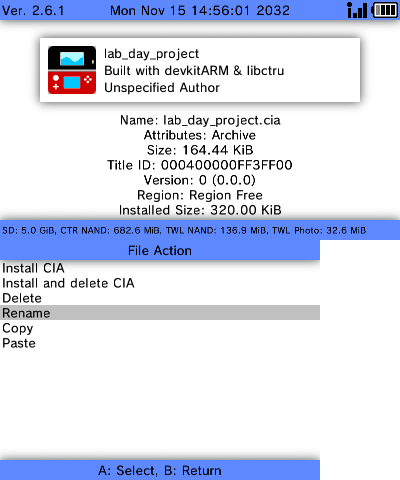 Ver. 2.6.1 Mon Nov 15 14:56:01 2032
lab_day_project
Built with devkitARM & libctru
Unspecified Author
Name: lab_day_project.cia
Attributes: Archive
Size: 164.44 KiB
Title ID: 000400000FF3FF00
Version: 0 (0.0.0)
Region: Region Free
Installed Size: 320.00 KiB
SD: 5.0 GiB, CTR NAND: 682.6 MiB, TWL NAND: 136.9 MiB, TWL Photo: 32.6 MiB
File Action
Install CIA
Install and delete CIA
Delete
Rename
Copy
Paste
A: Select, B: Return